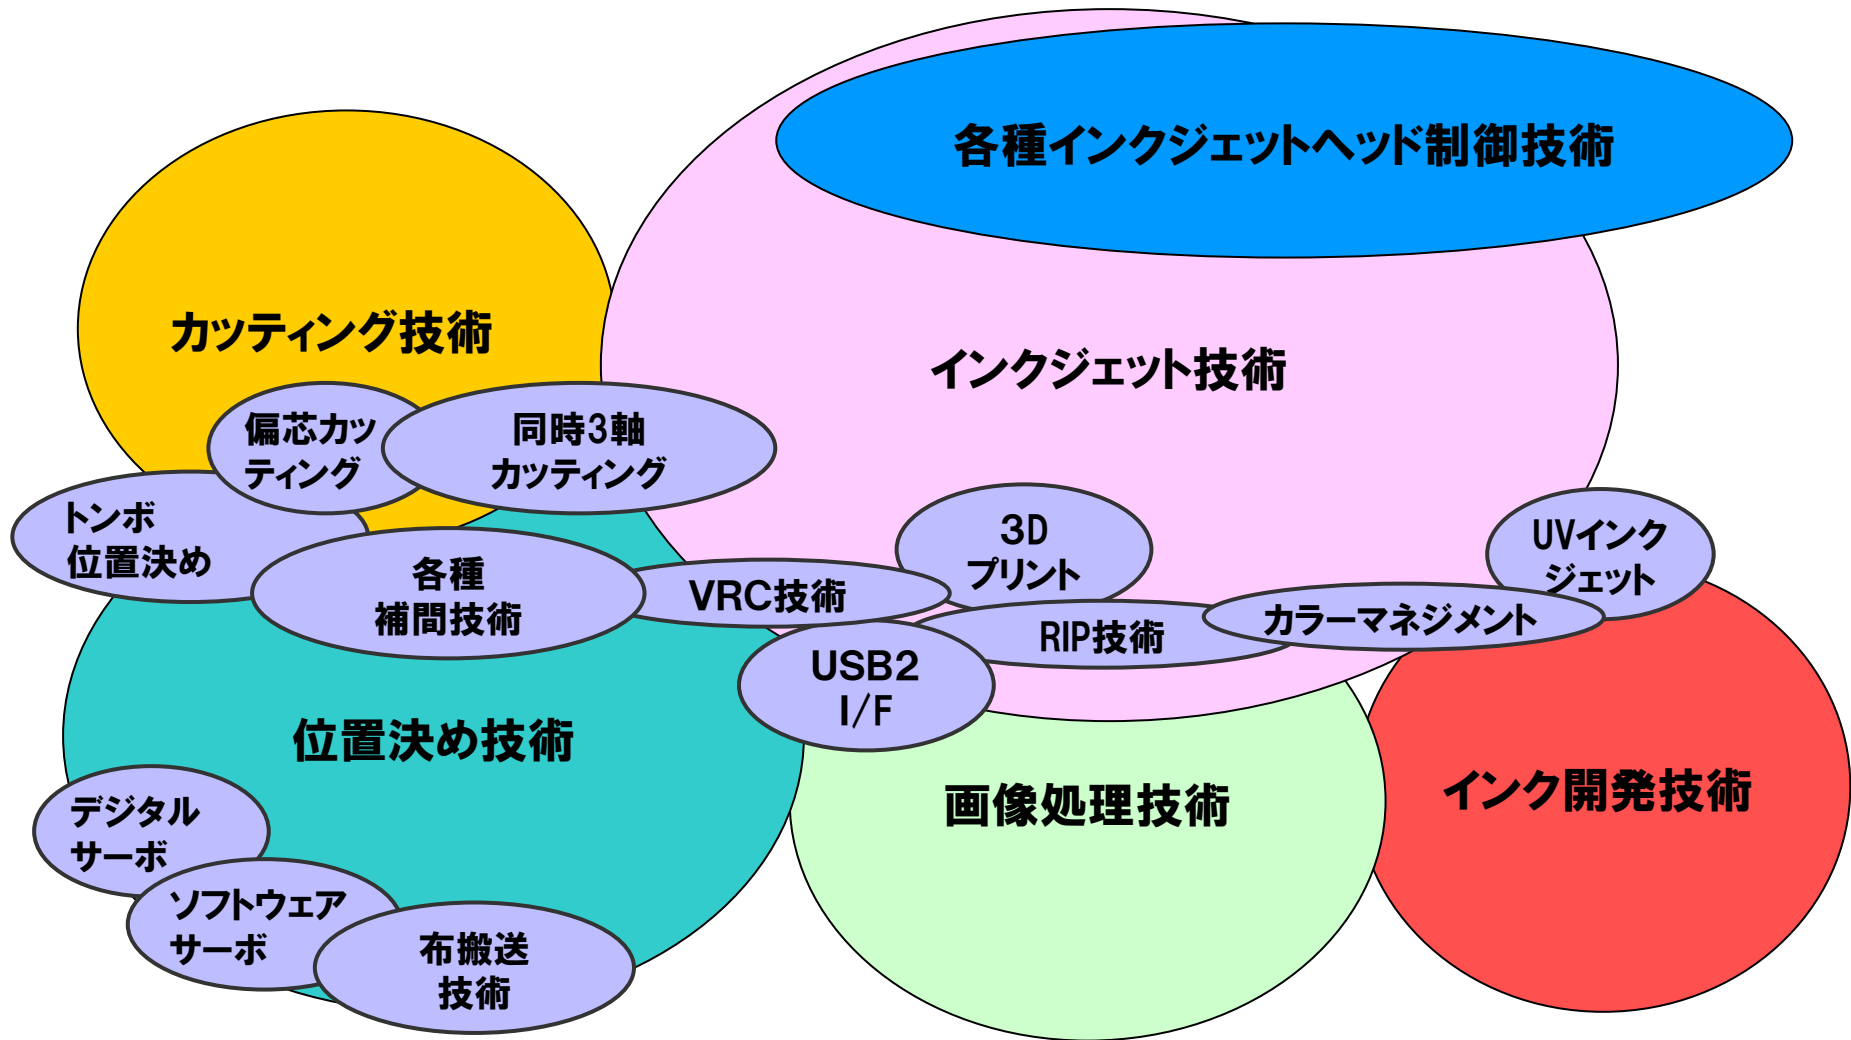 各種インクジェットヘッド制御技術
カッティング技術
インクジェット技術
偏芯カッ
ティング
同時3軸
カッティング
トンボ
位置決め
各種
補間技術
VRC技術
3D
プリント
UVインク
ジェット
RIP技術
カラーマネジメント
USB2
I/F
位置決め技術
画像処理技術
インク開発技術
デジタル
サーボ
ソフトウェア
サーボ
布搬送
技術